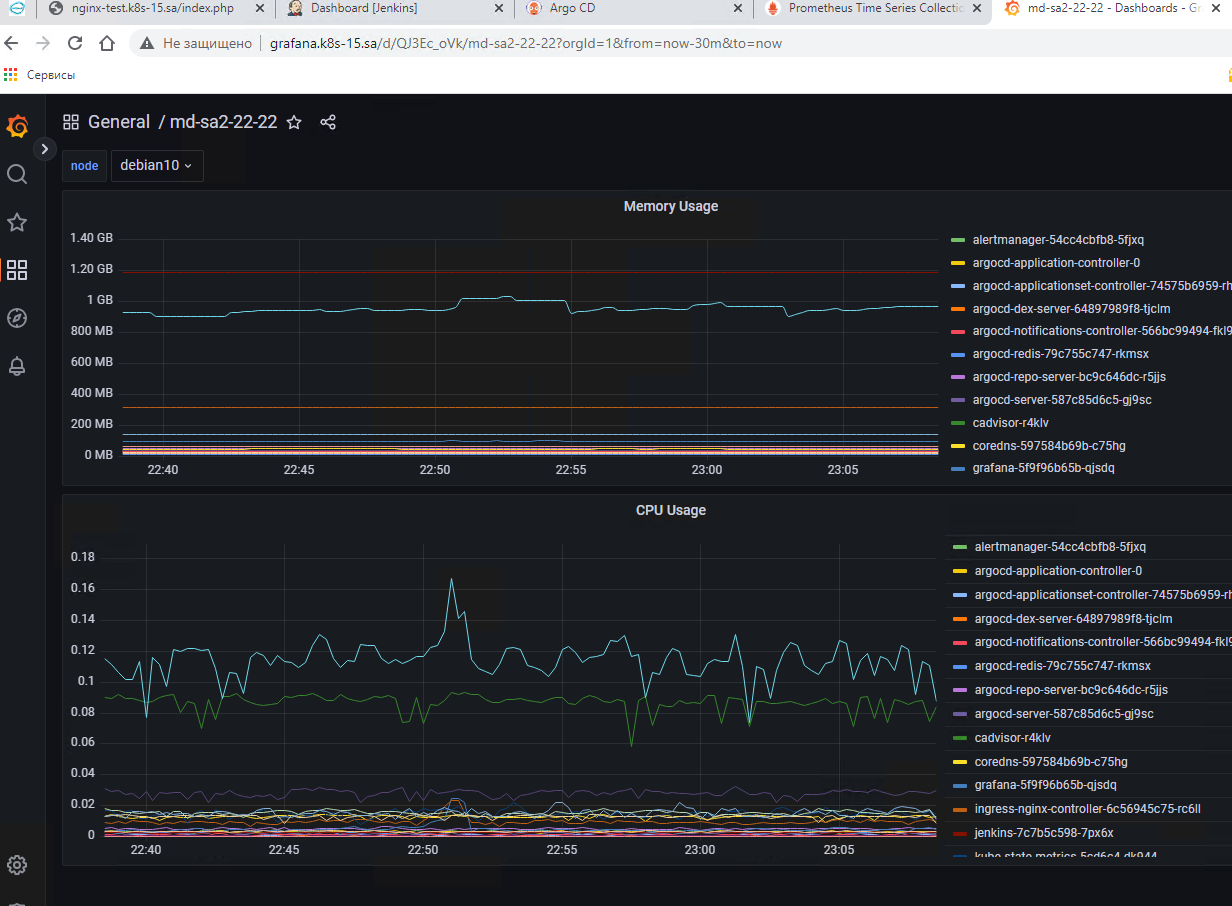 nginx-test.k8s-15.sa/index.php
Dashboard [Jenkins]
Argo CD
Prometheus Time Series Collectic
md-sa2-22-22 - Dashboards - Gr
Не защищено
grafana.k8s-15.sa/d/QJ3Ec_oVk/md-sa2-22-22?orgId=1&from=now-30m&to=now
Сервисы
General / md-sa2-22-22
node
debian10
Memory Usage
1.40 GB
1.20 GB
1 GB
800 MB
600 MB
400 MB
200 MB
0 MB
22:40
22:45
22:50
22:55
23:00
23:05
alertmanager-54cc4cbfb8-5fjxq
argocd-application-controller-0
argocd-applicationset-controller-74575b6959-rh
argocd-dex-server-64897989f8-tjclm
argocd-notifications-controller-566bc99494-fkl9
argocd-redis-79c755c747-rkmsx
argocd-repo-server-bc9c646dc-r5jjs
argocd-server-587c85d6c5-gj9sc
cadvisor-r4klv
coredns-597584b69b-c75hg
grafana-5f9f96b65b-qjsdq
CPU Usage
0.18
0.16
0.14
0.12
0.1
0.08
0.06
0.04
0.02
0
22:40
22:45
22:50
22:55
23:00
23:05
alertmanager-54cc4cbfb8-5fjxq
argocd-application-controller-0
argocd-applicationset-controller-74575b6959-rh
argocd-dex-server-64897989f8-tjclm
argocd-notifications-controller-566bc99494-fkl9
argocd-redis-79c755c747-rkmsx
argocd-repo-server-bc9c646dc-r5jjs
argocd-server-587c85d6c5-gj9sc
cadvisor-r4klv
coredns-597584b69b-c75hg
grafana-5f9f96b65b-qjsdq
ingress-nginx-controller-6c56945c75-rc6ll
jenkins-7c7b5c598-7px6x
kube-state-metrics-5cd6c4-dk944